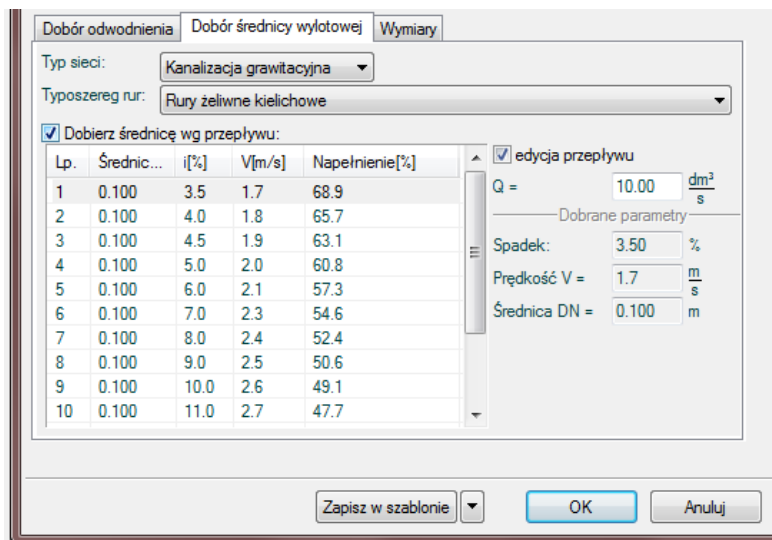 Dobór odwodnienia Dobór średnicy wylotowej Wymiary
Typ sieci: Kanalizacja grawitacyjna
Typoszereg rur: Rury żeliwne kielichowe
Dobierz średnicę wg przepływu:
Lp. Średnic... i[%] V[m/s] Napełnienie[%]
1 0.100 3.5 1.7 68.9
2 0.100 4.0 1.8 65.7
3 0.100 4.5 1.9 63.1
4 0.100 5.0 2.0 60.8
5 0.100 6.0 2.1 57.3
6 0.100 7.0 2.3 54.6
7 0.100 8.0 2.4 52.4
8 0.100 9.0 2.5 50.6
9 0.100 10.0 2.6 49.1
10 0.100 11.0 2.7 47.7
edycja przepływu
Q = 10.00 dm³/s
Dobrane parametry
Spadek: 3.50 %
Prędkość V = 1.7 m/s
Średnica DN = 0.100 m
Zapisz w szablonie OK Anuluj